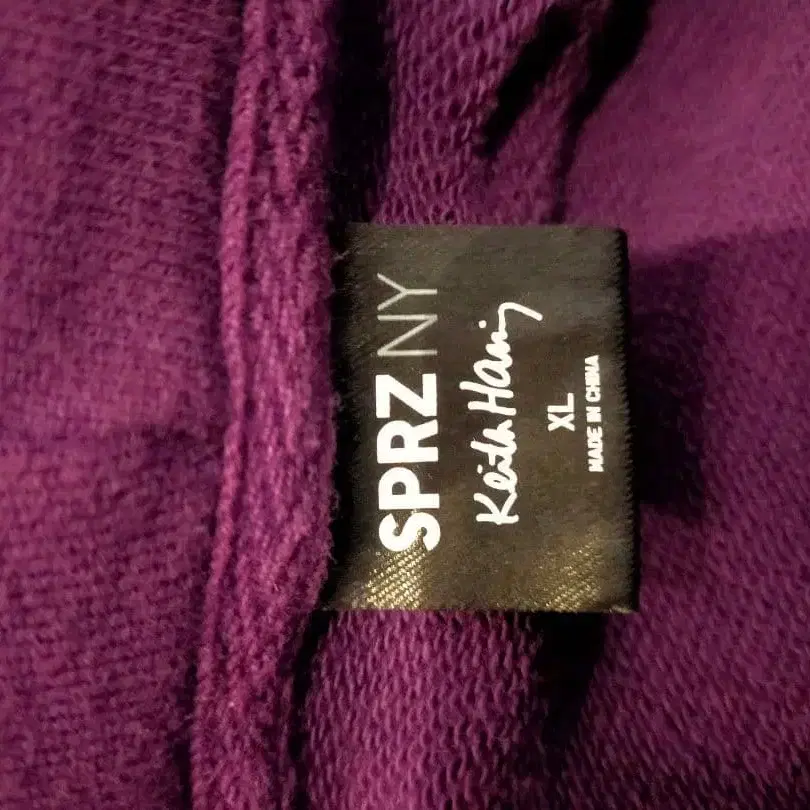 SPRZ NY
Keith Haring
XL
MADE IN CHINA